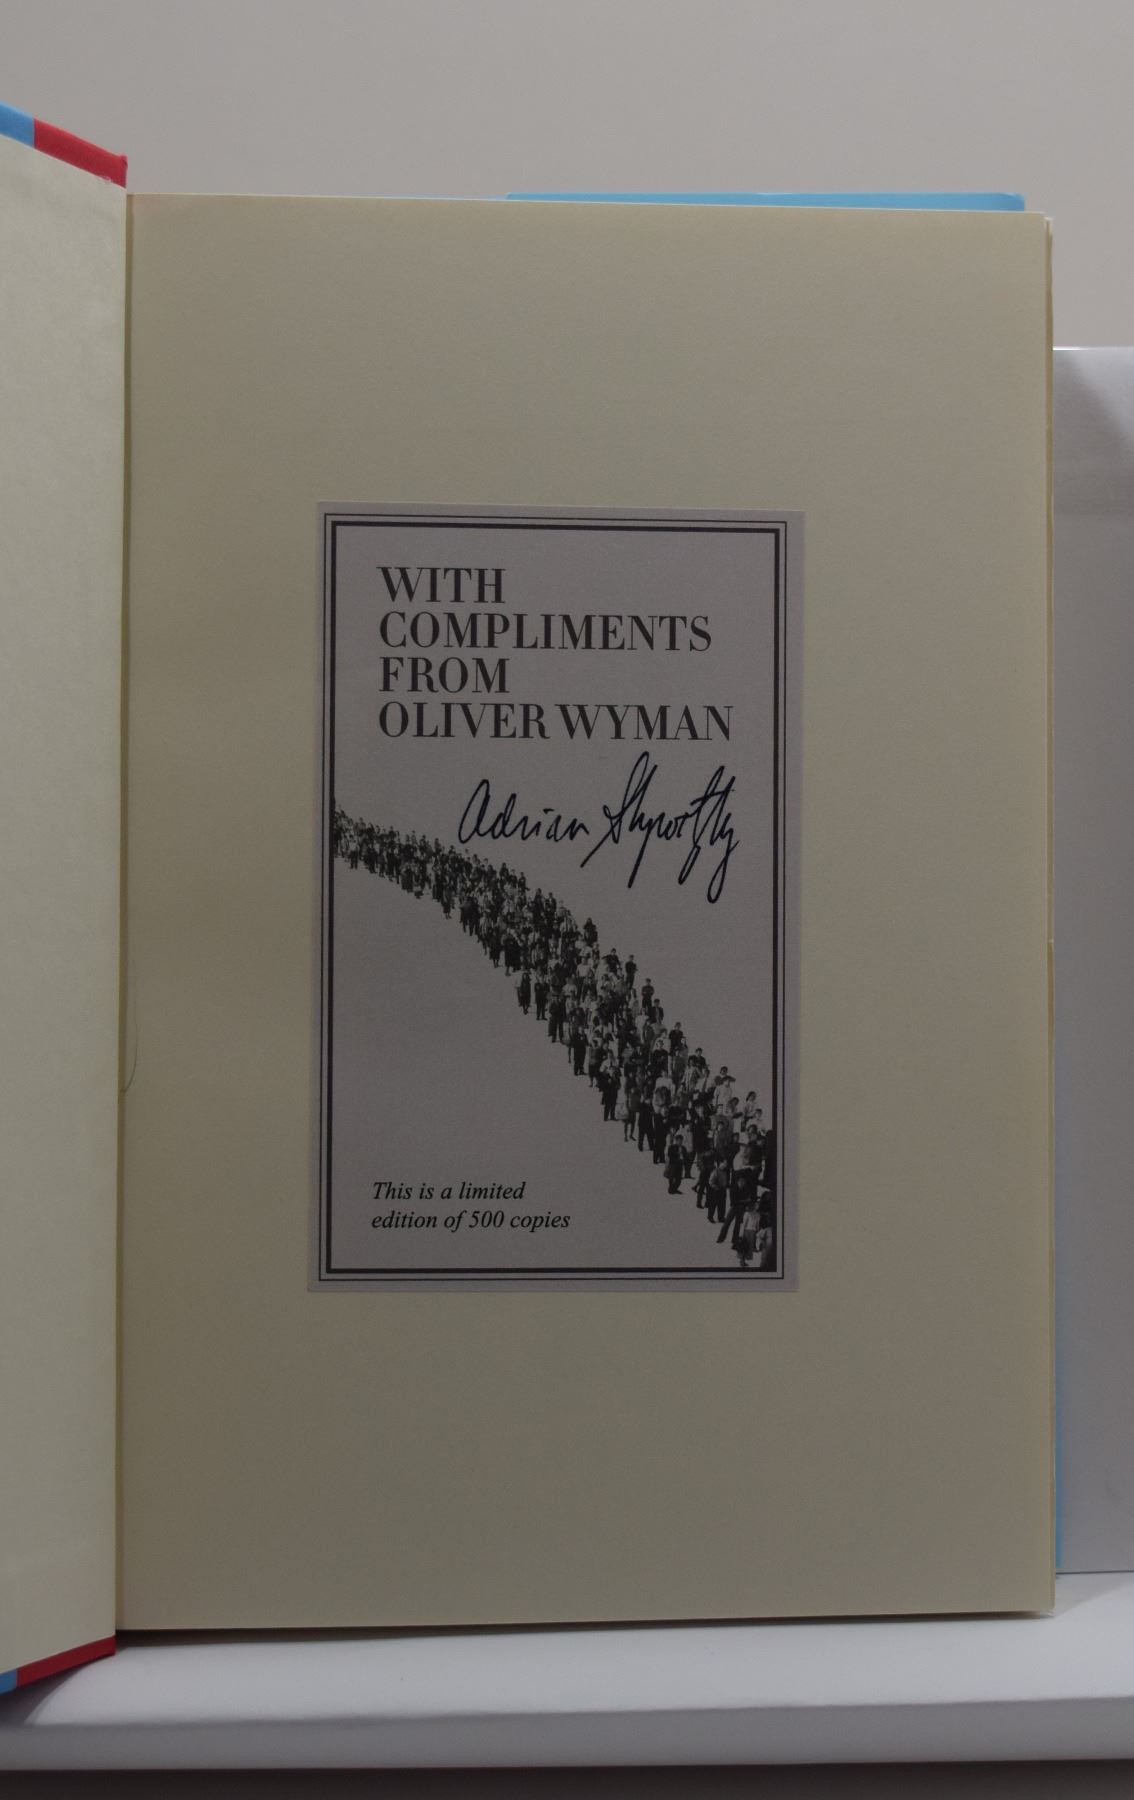 WITH
COMPLIMENTS
FROM
OLIVER WYMAN
Adrian
This is a limited
edition of 500 copies